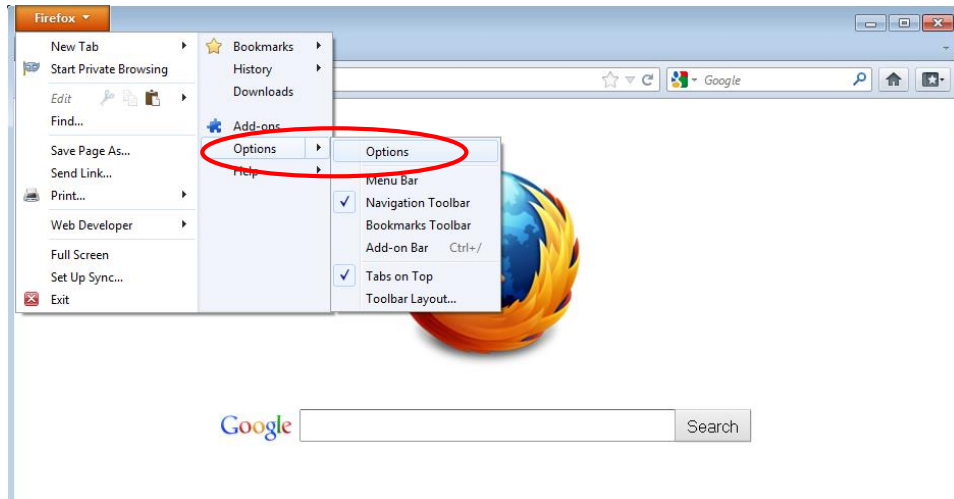 Firefox
New Tab
Start Private Browsing
Edit
Find...
Save Page As...
Send Link...
Print...
Web Developer
Full Screen
Set Up Sync...
Exit
Bookmarks
History
Downloads
Add-ons
Options
Help
Options
Menu Bar
Navigation Toolbar
Bookmarks Toolbar
Add-on Bar Ctrl+/
Tabs on Top
Toolbar Layout...
Google
Google
Search